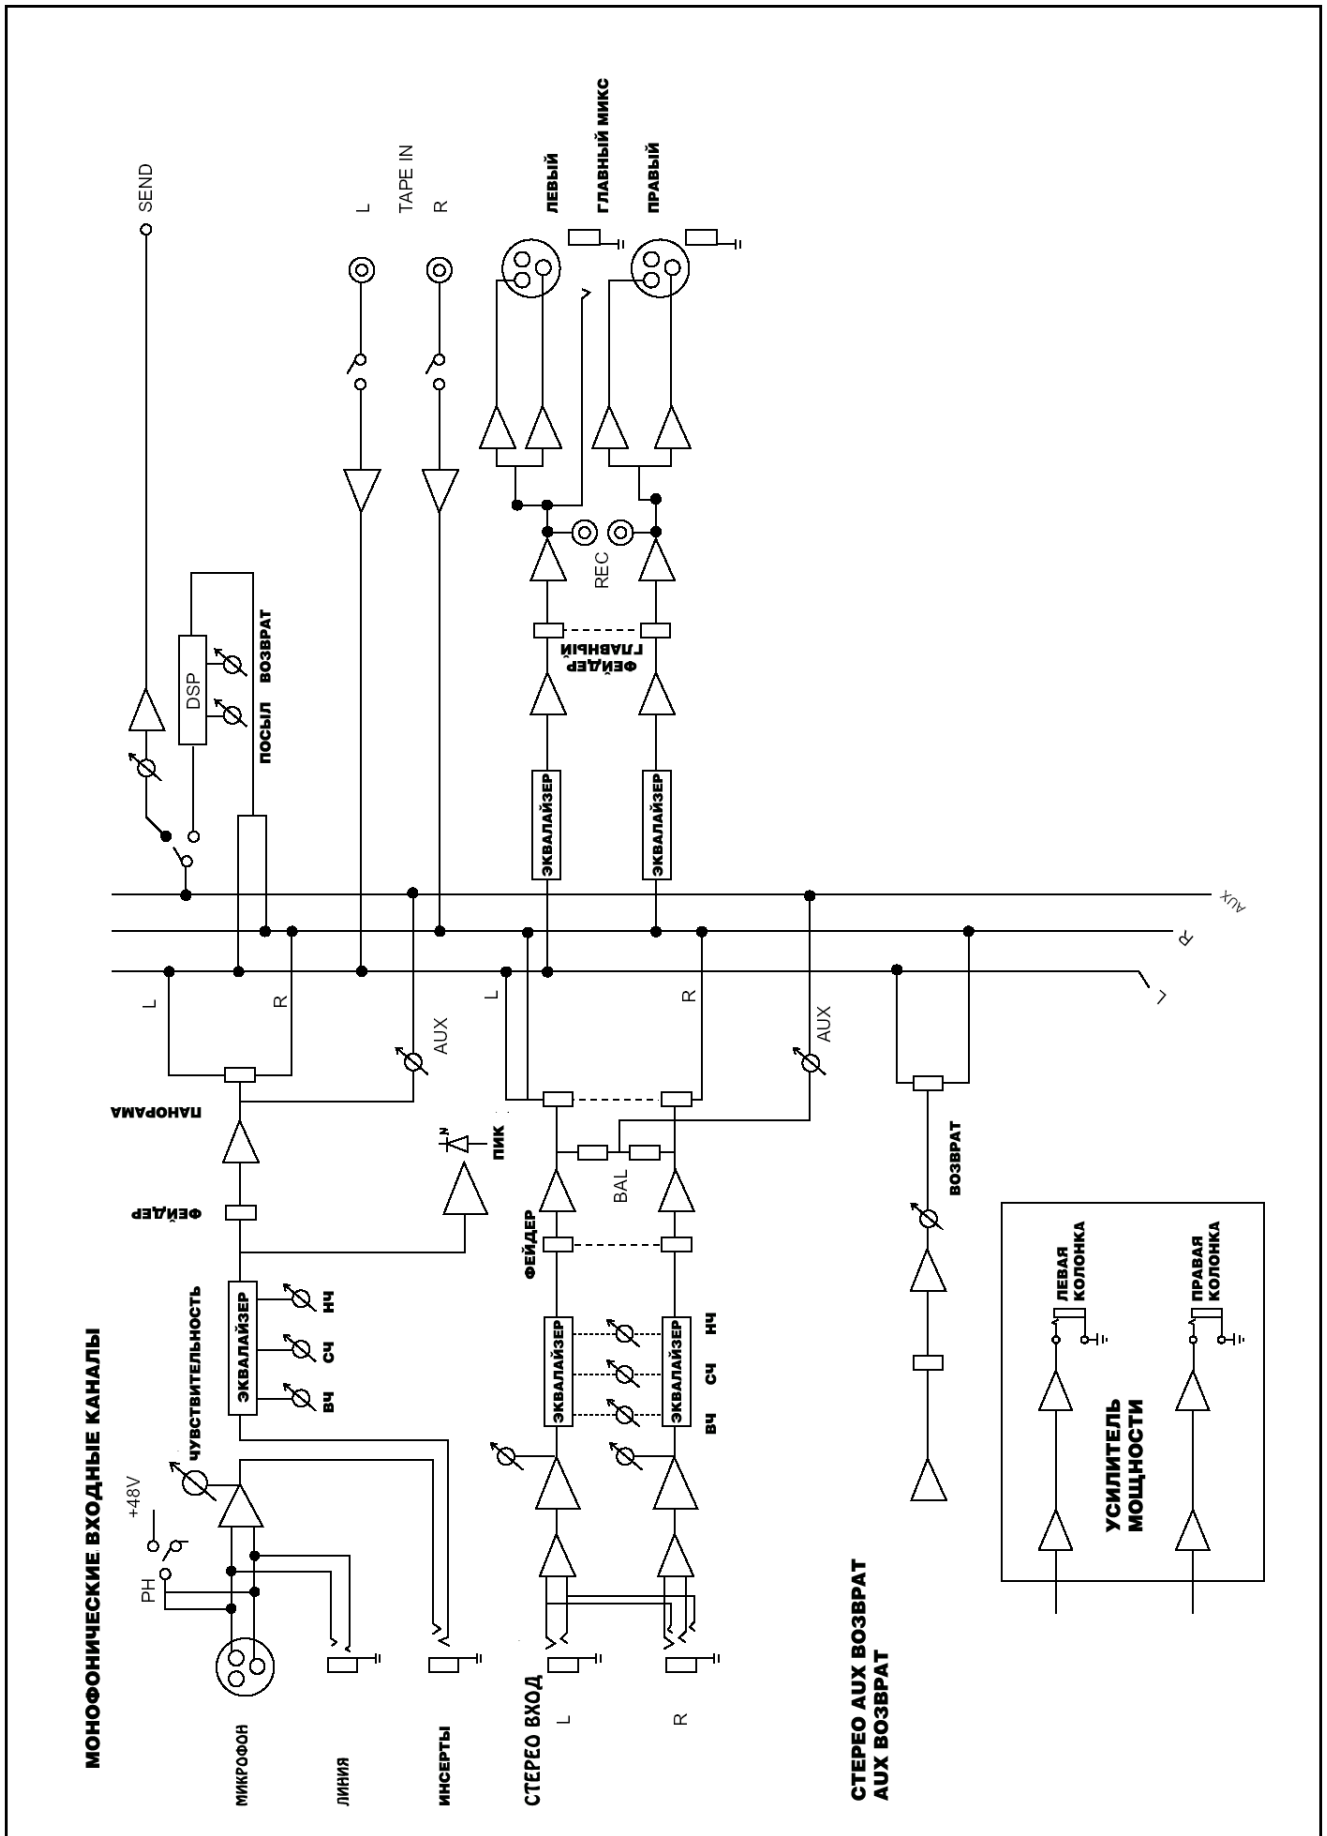 МОНОФОНИЧЕСКИЕ ВХОДНЫЕ КАНАЛЫ
МИКРОФОН
PH
+48V
ЧУВСТВИТЕЛЬНОСТЬ
ЭКВАЛАЙЗЕР
ВЧ
СЧ
НЧ
ФЕЙДЕР
ПАНОРАМА
L
R
AUX
ПИК
N
ЛИНИЯ
ИНСЕРТЫ
SEND
DSP
ПОСЫЛ
ВОЗВРАТ
L
TAPE IN
R
СТЕРЕО ВХОД
L
R
ЭКВАЛАЙЗЕР
ЭКВАЛАЙЗЕР
ВЧ
СЧ
НЧ
ФЕЙДЕР
BAL
L
R
AUX
ЭКВАЛАЙЗЕР
ЭКВАЛАЙЗЕР
ГЛАВНЫЙ
ФЕЙДЕР
REC
ЛЕВЫЙ
ГЛАВНЫЙ МИКС
ПРАВЫЙ
AUX
R
L
СТЕРЕО AUX ВОЗВРАТ
AUX ВОЗВРАТ
ВОЗВРАТ
УСИЛИТЕЛЬ
МОЩНОСТИ
ЛЕВАЯ
КОЛОНКА
ПРАВАЯ
КОЛОНКА